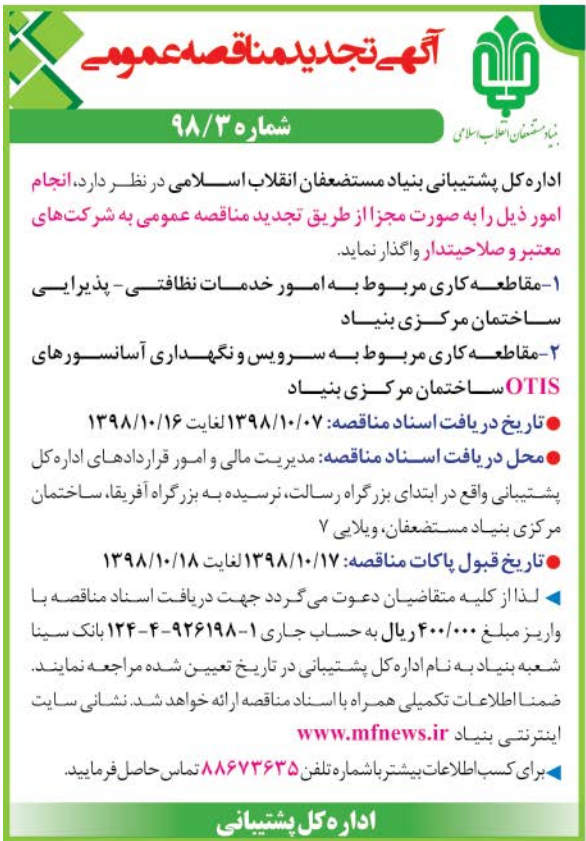 آگهی تجدید مناقصه عمومی
بنیاد مستضعفان انقلاب اسلامی
شماره ۹۸/۳
اداره کل پشتیبانی بنیاد مستضعفان انقلاب اسلامی در نظر دارد، انجام
امور ذیل را به صورت مجزا از طریق تجدید مناقصه عمومی به شرکت‌های
معتبر و صلاحیتدار واگذار نماید.
۱-مقاطعه کاری مربوط به امور خدمات نظافتی - پذیرایی
ساختمان مرکزی بنیاد
۲-مقاطعه کاری مربوط به سرویس و نگهداری آسانسورهای
OTIS ساختمان مرکزی بنیاد
تاریخ دریافت اسناد مناقصه: ۱۳۹۸/۱۰/۰۷ لغایت ۱۳۹۸/۱۰/۱۶
محل دریافت اسناد مناقصه: مدیریت مالی و امور قراردادهای اداره کل
پشتیبانی واقع در ابتدای بزرگراه رسالت، نرسیده به بزرگراه آفریقا، ساختمان
مرکزی بنیاد مستضعفان، ویلایی ۷
تاریخ قبول پاکات مناقصه: ۱۳۹۸/۱۰/۱۷ لغایت ۱۳۹۸/۱۰/۱۸
لذا از کلیه متقاضیان دعوت می‌گردد جهت دریافت اسناد مناقصه با
واریز مبلغ ۴۰۰/۰۰۰ ریال به حساب جاری ۱-۹۲۶۱۹۸-۴-۱۲۴ بانک سینا
شعبه بنیاد به نام اداره کل پشتیبانی در تاریخ تعیین شده مراجعه نمایند.
ضمنا اطلاعات تکمیلی همراه با اسناد مناقصه ارائه خواهد شد. نشانی سایت
اینترنتی بنیاد www.mfnews.ir
برای کسب اطلاعات بیشتر با شماره تلفن ۸۸۶۷۳۶۳۵ تماس حاصل فرمایید.
اداره کل پشتیبانی